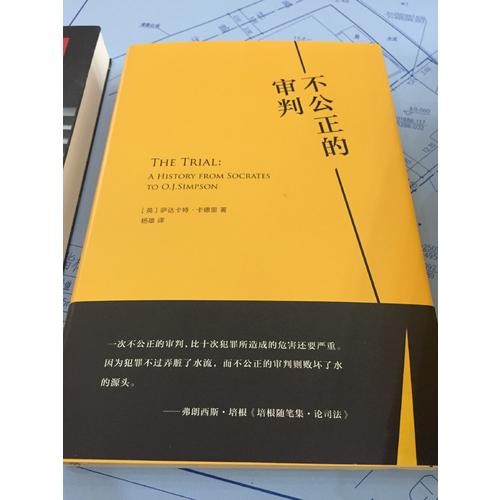 不公正的
审判
THE TRIAL:
A HISTORY FROM SOCRATES
TO O.J.SIMPSON
［英］萨达卡特·卡德里 著
杨雄 译
一次不公正的审判，比十次犯罪所造成的危害还要严重。
因为犯罪不过弄脏了水流，而不公正的审判则败坏了水
的源头。
——弗朗西斯·培根《培根随笔集·论司法》